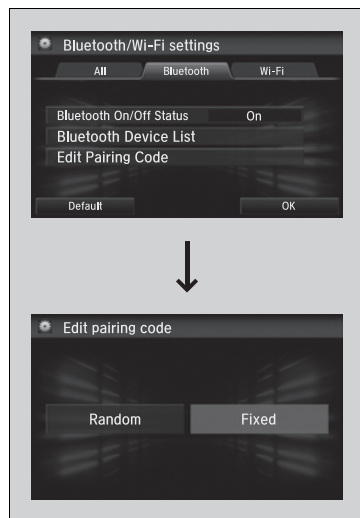 Bluetooth/Wi-Fi settings
All Bluetooth Wi-Fi
Bluetooth On/Off Status On
Bluetooth Device List
Edit Pairing Code
Default OK
Edit pairing code
Random Fixed